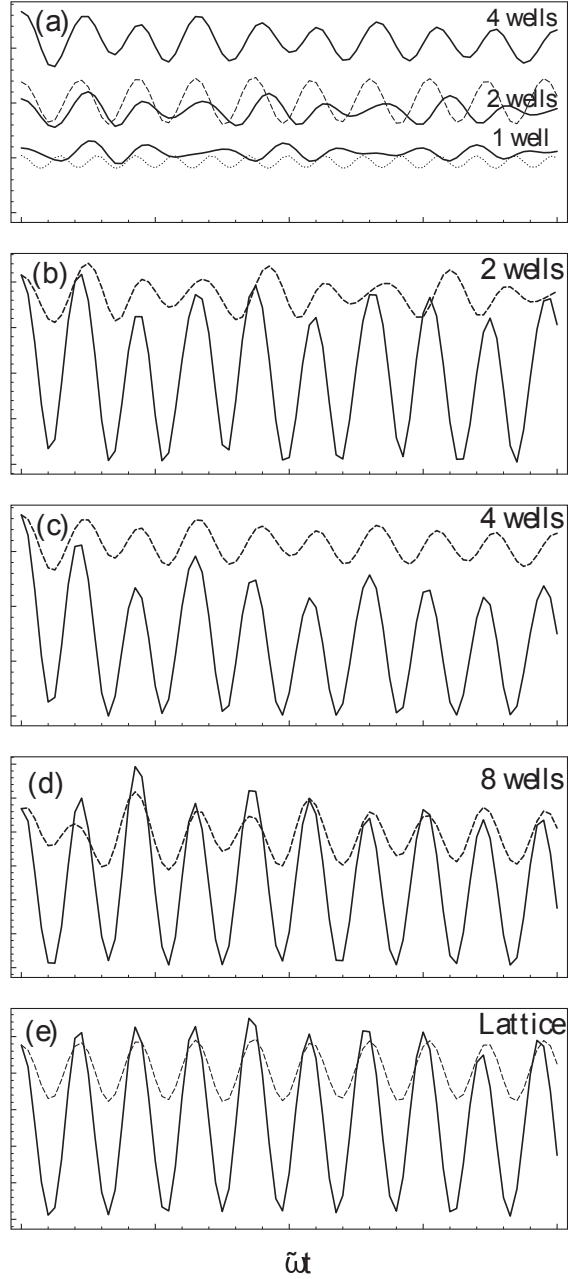 (a) 4 wells
2 wells
1 well
(b) 2 wells
(c) 4 wells
(d) 8 wells
(e) Lattice
ω̃t